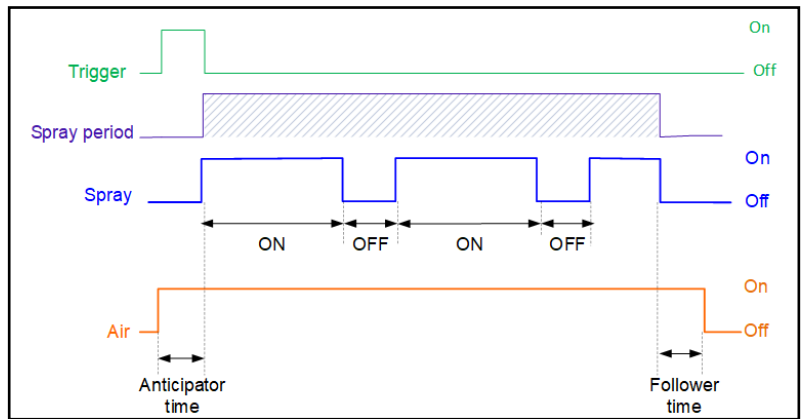 On
Trigger
Off
Spray period
On
Spray
Off
ON
OFF
ON
OFF
On
Air
Off
Anticipator
time
Follower
time